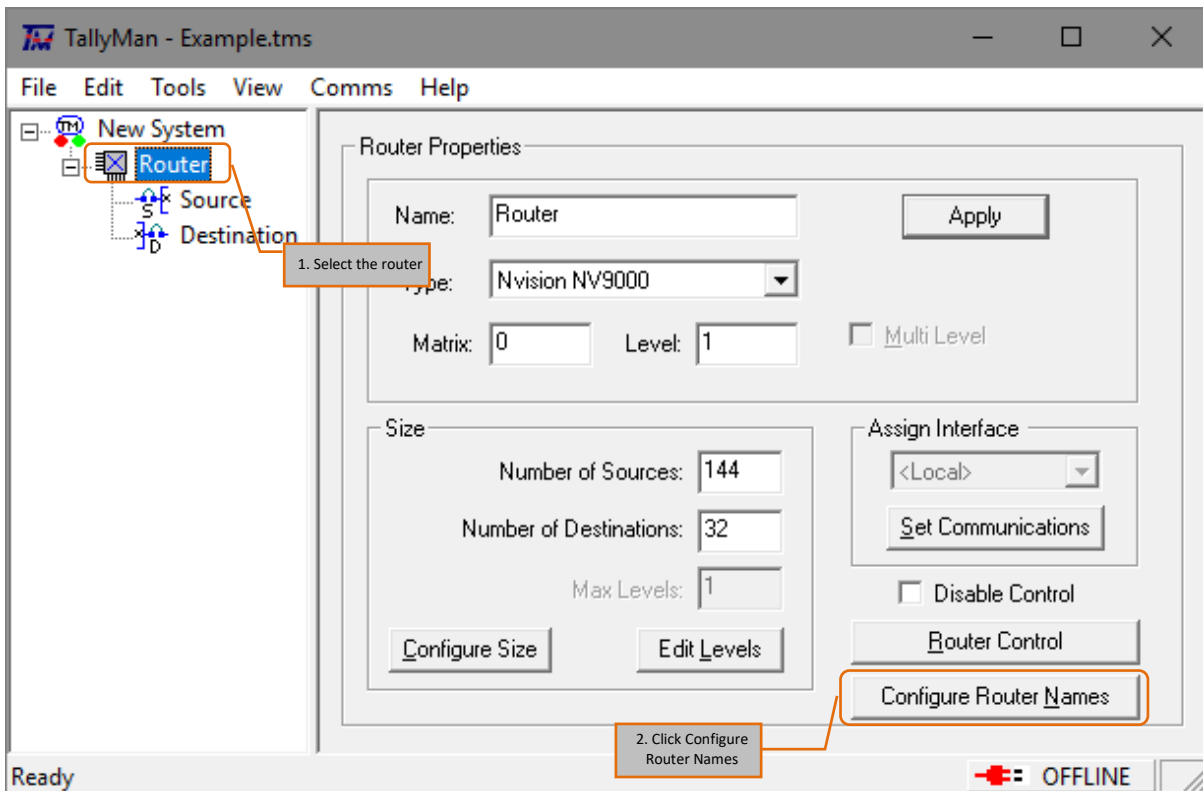 TallyMan - Example.tms
File Edit Tools View Comms Help
New System
Router
Source
Destination
1. Select the router
Router Properties
Name: Router
Apply
Type: Nvision NV9000
Matrix: 0 Level: 1 Multi Level
Size
Number of Sources: 144
Number of Destinations: 32
Max Levels: 1
Configure Size Edit Levels
Assign Interface
<Local>
Set Communications
Disable Control
Router Control
Configure Router Names
2. Click Configure
Router Names
Ready OFFLINE